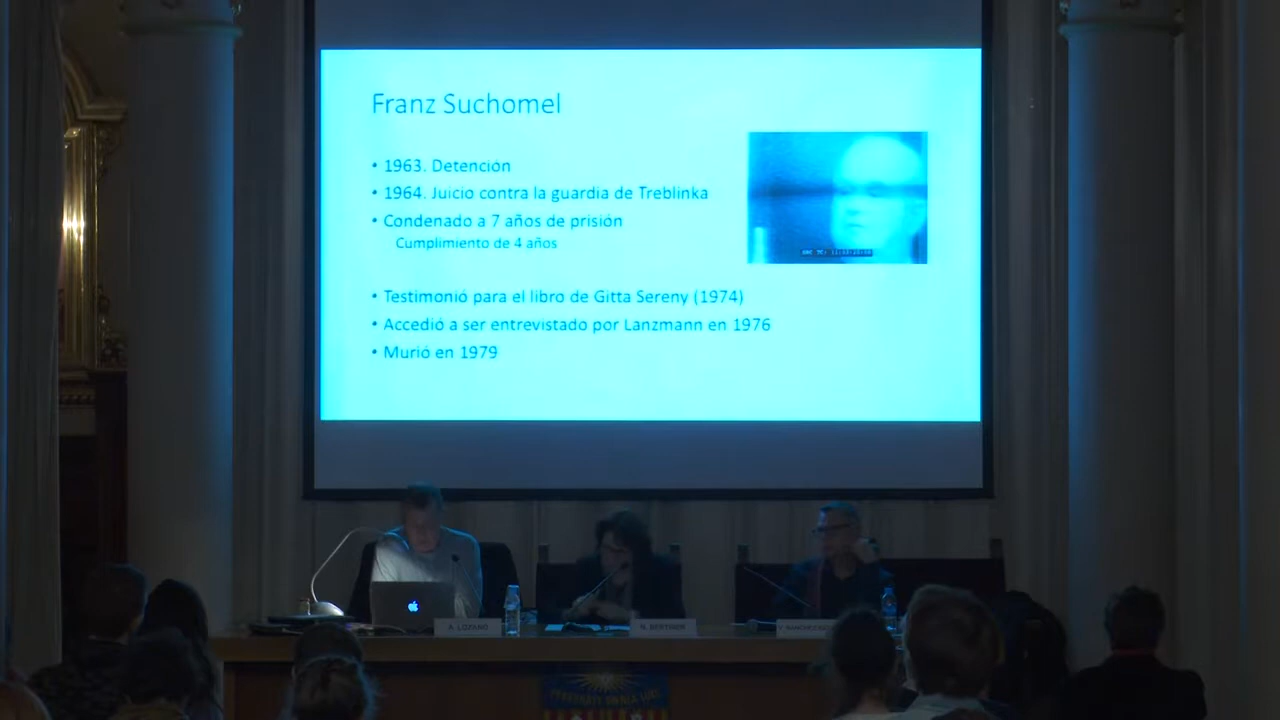 Franz Suchomel
• 1963. Detención
• 1964. Juicio contra la guardia de Treblinka
• Condenado a 7 años de prisión
Cumplimiento de 4 años
• Testimonió para el libro de Gitta Sereny (1974)
• Accedió a ser entrevistado por Lanzmann en 1976
• Murió en 1979
A. LOZANO